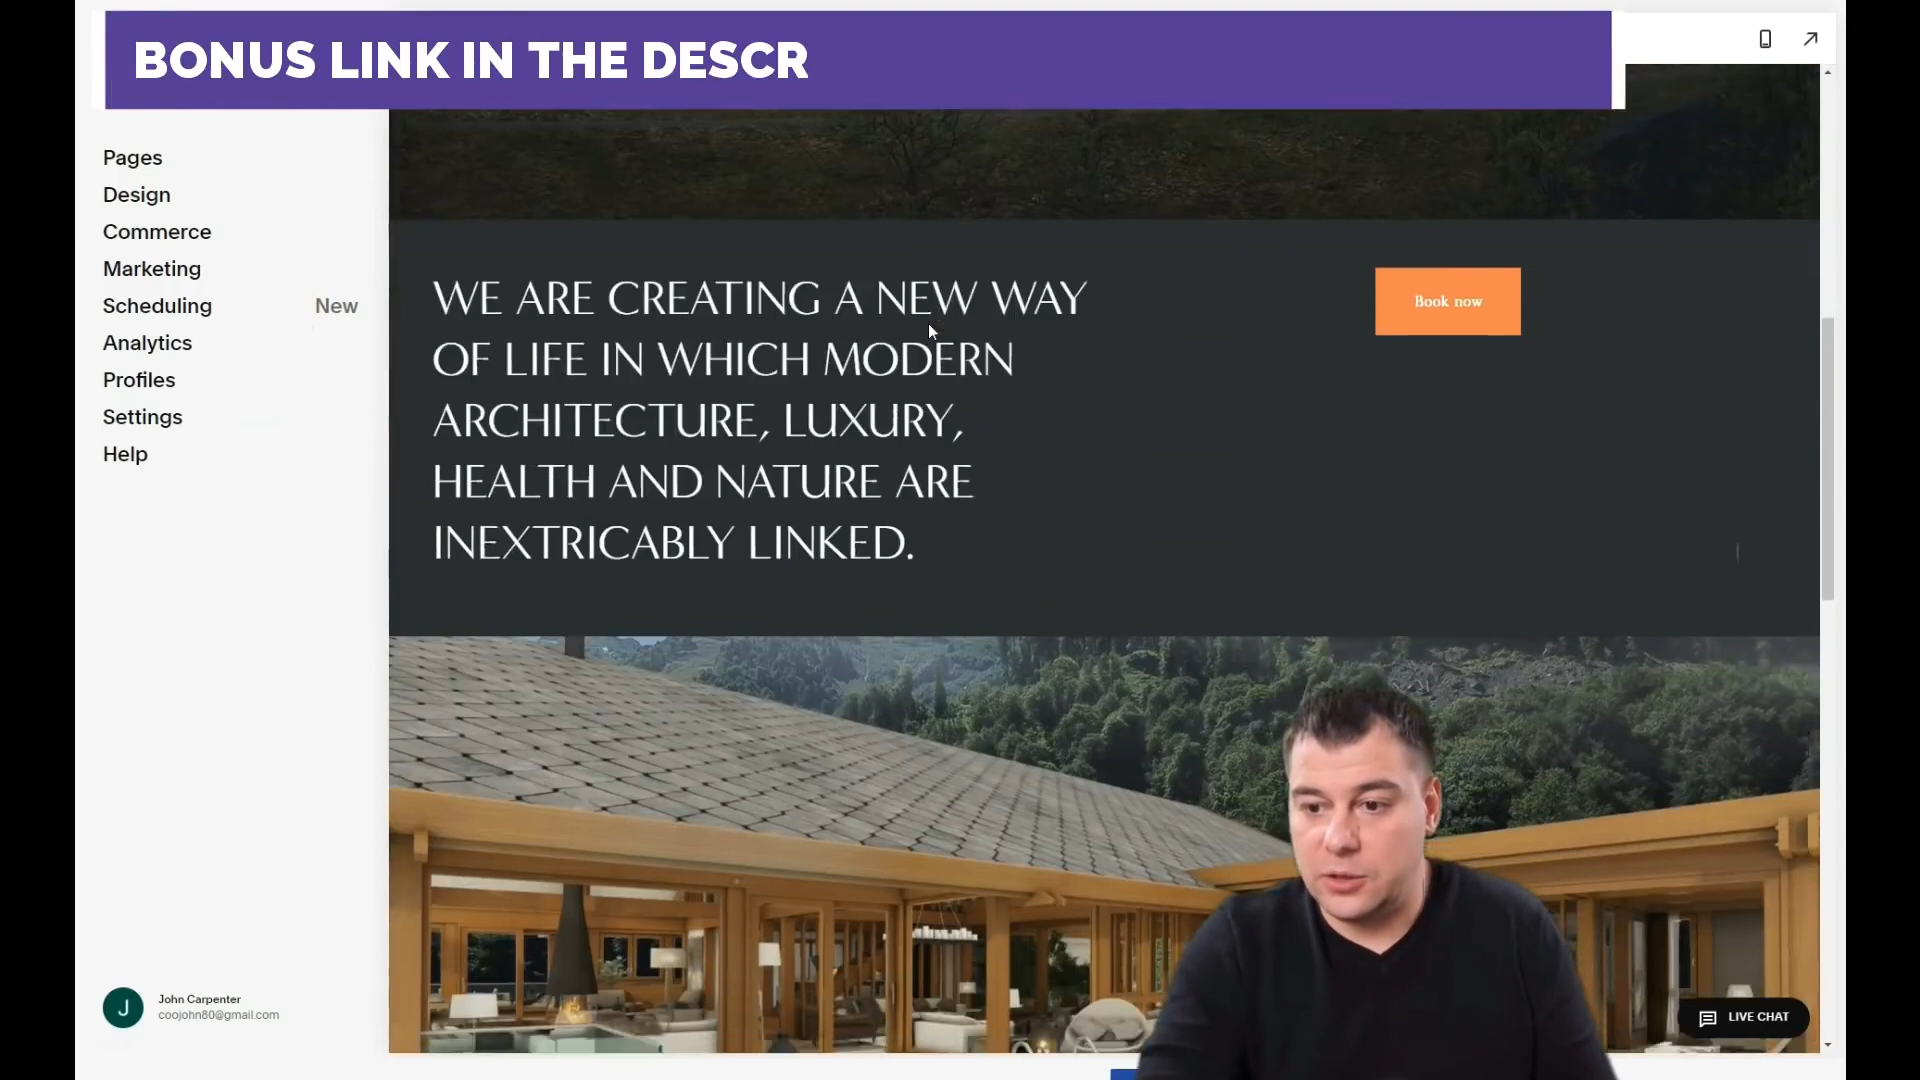 BONUS LINK IN THE DESCR
Pages
Design
Commerce
Marketing
Scheduling New
Analytics
Profiles
Settings
Help
WE ARE CREATING A NEW WAY
OF LIFE IN WHICH MODERN
ARCHITECTURE, LUXURY,
HEALTH AND NATURE ARE
INEXTRICABLY LINKED.
Book now
J
John Carpenter
coojohn80@gmail.com
LIVE CHAT